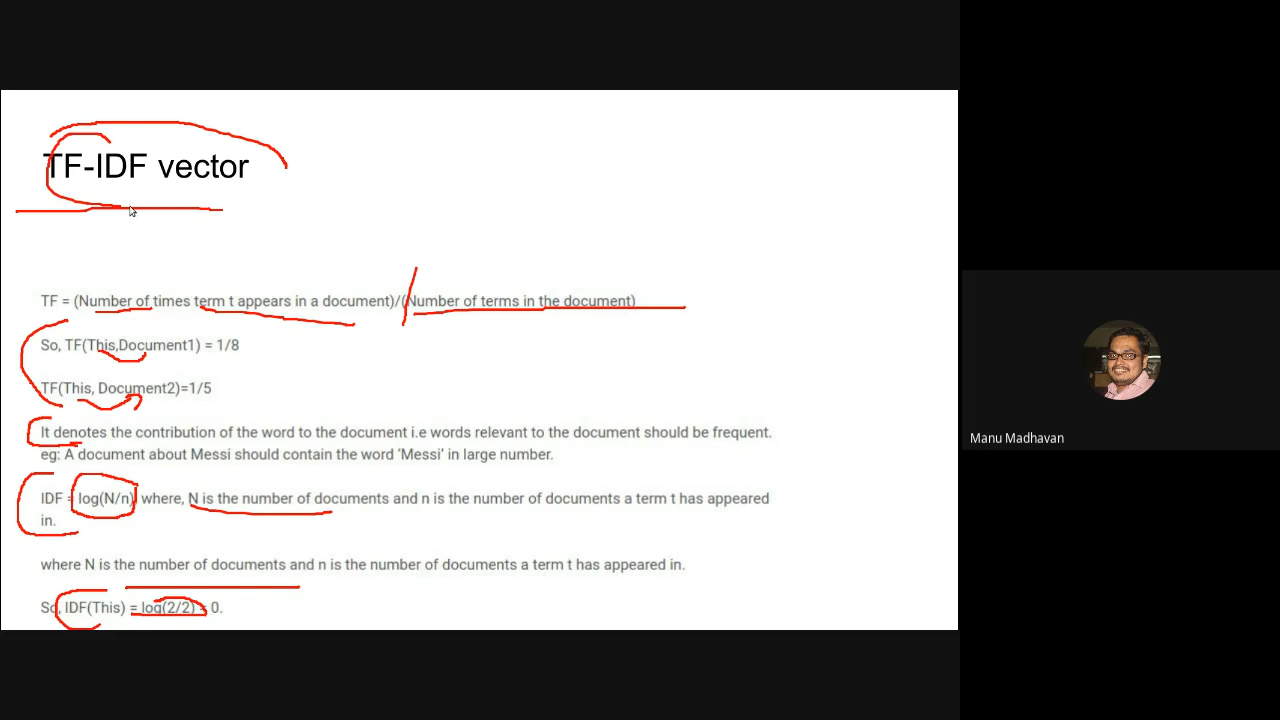 TF-IDF vector
TF = (Number of times term t appears in a document)/(Number of terms in the document)
So, TF(This,Document1) = 1/8
TF(This, Document2)=1/5
It denotes the contribution of the word to the document i.e words relevant to the document should be frequent.
eg: A document about Messi should contain the word 'Messi' in large number.
IDF = log(N/n), where, N is the number of documents and n is the number of documents a term t has appeared
in.
where N is the number of documents and n is the number of documents a term t has appeared in.
So, IDF(This) = log(2/2) = 0.
Manu Madhavan